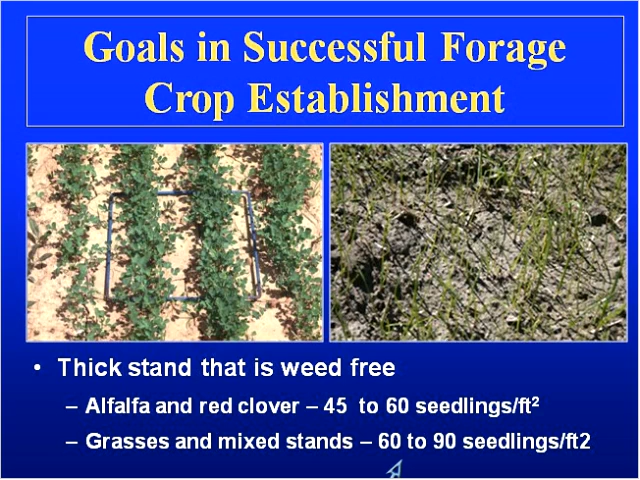 Goals in Successful Forage
Crop Establishment
• Thick stand that is weed free
– Alfalfa and red clover – 45 to 60 seedlings/ft²
– Grasses and mixed stands – 60 to 90 seedlings/ft2